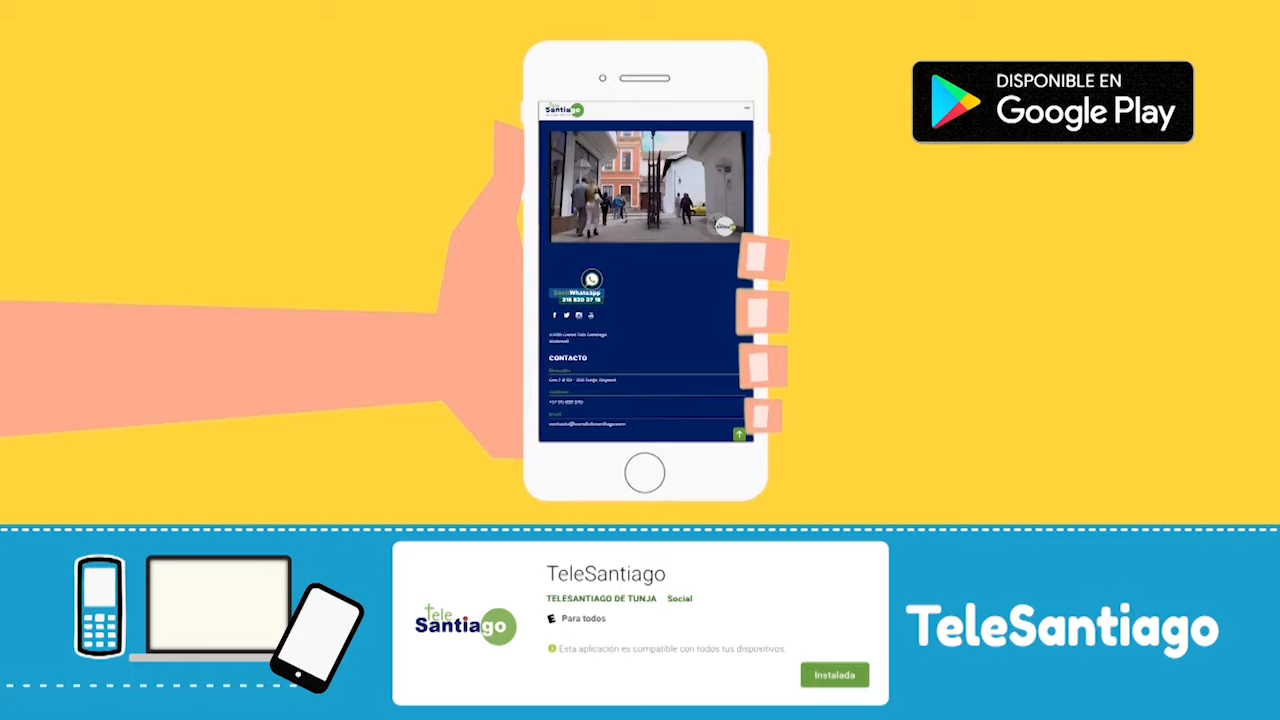 DISPONIBLE EN
Google Play
tele
Santiago
WhatsApp
CONTACTO
TeleSantiago
TELESANTIAGO DE TUNJA Social
E Para todos
Esta aplicación es compatible con todos tus dispositivos.
Instalada
tele
Santiago
TeleSantiago